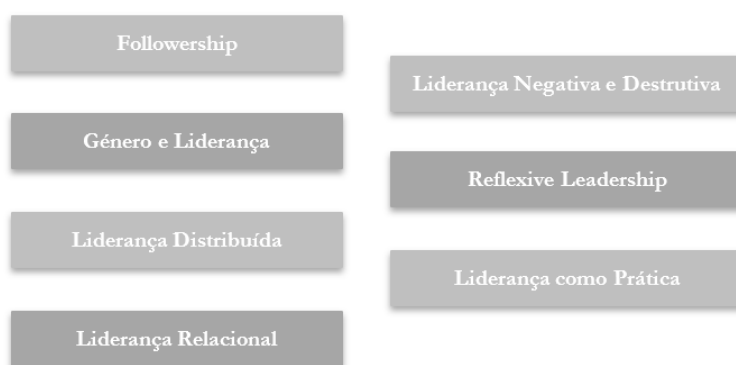 Followership
Género e Liderança
Liderança Distribuída
Liderança Relacional
Liderança Negativa e Destrutiva
Reflexive Leadership
Liderança como Prática